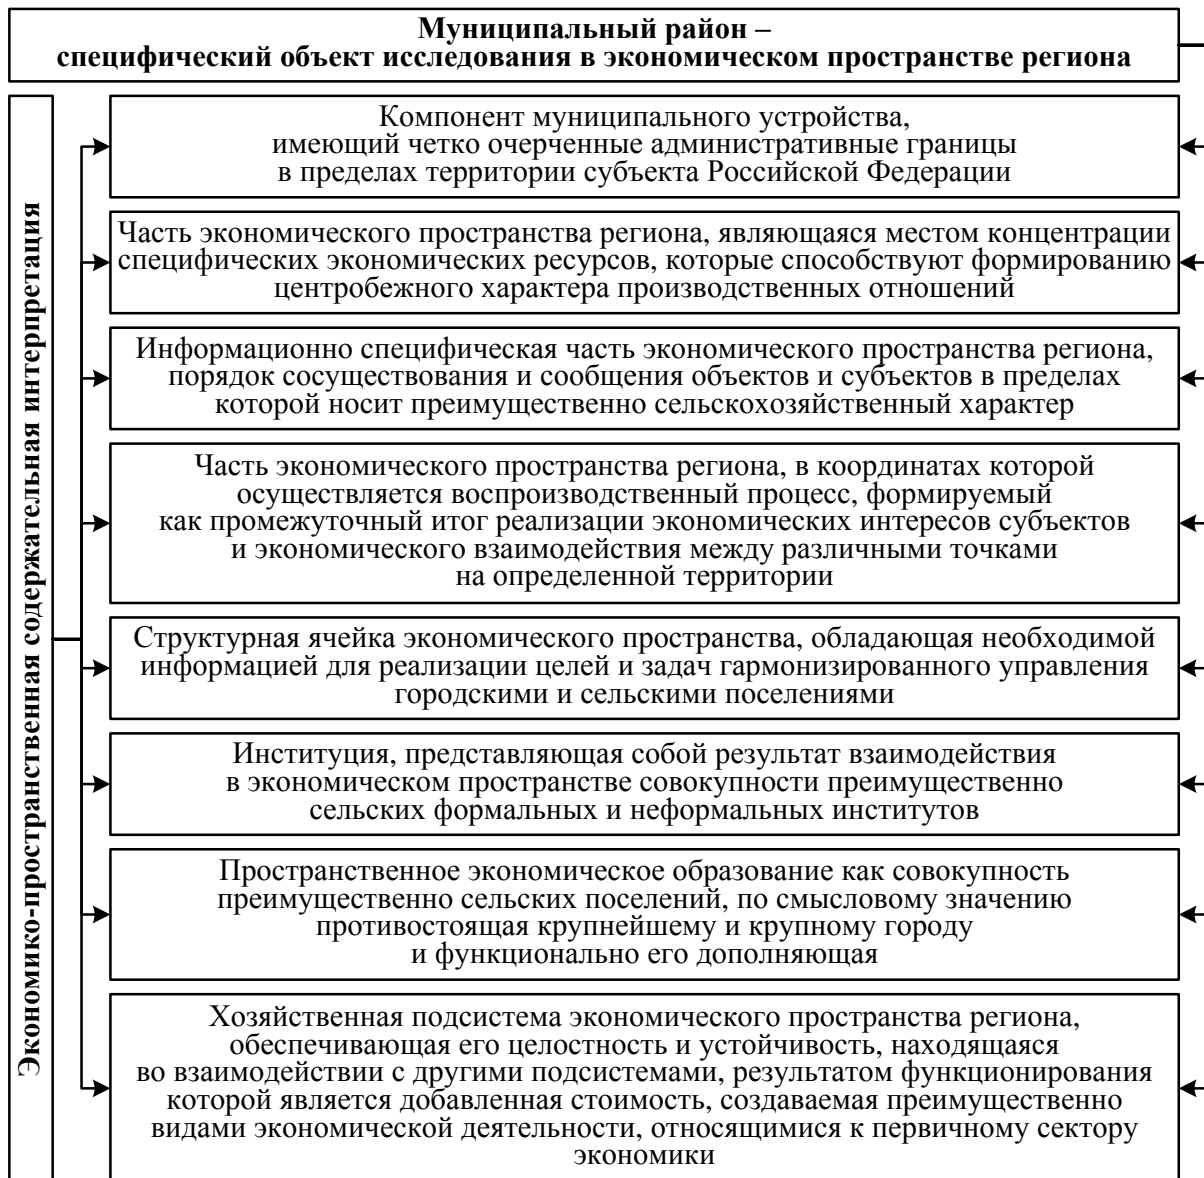 Муниципальный район –
специфический объект исследования в экономическом пространстве региона
Экономико-пространственная содержательная интерпретация
Компонент муниципального устройства,
имеющий четко очерченные административные границы
в пределах территории субъекта Российской Федерации
Часть экономического пространства региона, являющаяся местом концентрации
специфических экономических ресурсов, которые способствуют формированию
центробежного характера производственных отношений
Информационно специфическая часть экономического пространства региона,
порядок сосуществования и сообщения объектов и субъектов в пределах
которой носит преимущественно сельскохозяйственный характер
Часть экономического пространства региона, в координатах которой
осуществляется воспроизводственный процесс, формируемый
как промежуточный итог реализации экономических интересов субъектов
и экономического взаимодействия между различными точками
на определенной территории
Структурная ячейка экономического пространства, обладающая необходимой
информацией для реализации целей и задач гармонизированного управления
городскими и сельскими поселениями
Институция, представляющая собой результат взаимодействия
в экономическом пространстве совокупности преимущественно
сельских формальных и неформальных институтов
Пространственное экономическое образование как совокупность
преимущественно сельских поселений, по смысловому значению
противостоящая крупнейшему и крупному городу
и функционально его дополняющая
Хозяйственная подсистема экономического пространства региона,
обеспечивающая его целостность и устойчивость, находящаяся
во взаимодействии с другими подсистемами, результатом функционирования
которой является добавленная стоимость, создаваемая преимущественно
видами экономической деятельности, относящимися к первичному сектору
экономики